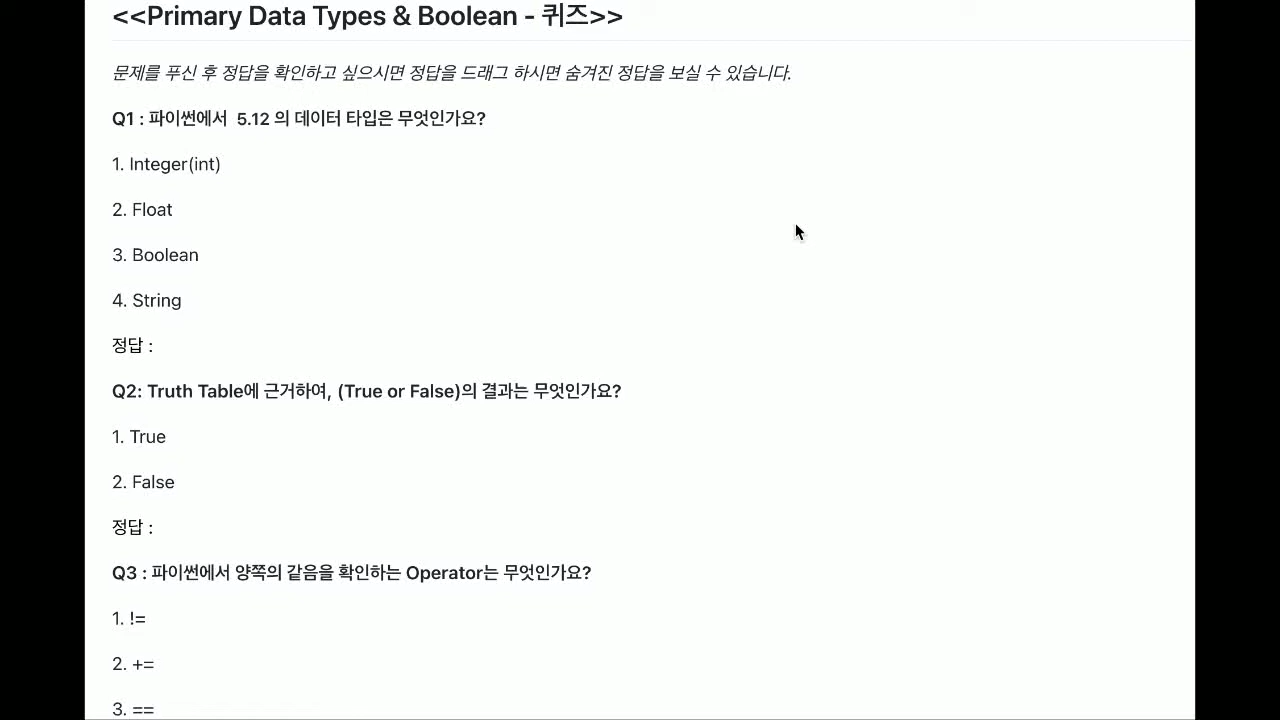 <<Primary Data Types & Boolean - 퀴즈>>
문제를 푸신 후 정답을 확인하고 싶으시면 정답을 드래그 하시면 숨겨진 정답을 보실 수 있습니다.
Q1 : 파이썬에서  5.12 의 데이터 타입은 무엇인가요?
1. Integer(int)
2. Float
3. Boolean
4. String
정답 :
Q2: Truth Table에 근거하여, (True or False)의 결과는 무엇인가요?
1. True
2. False
정답 :
Q3 : 파이썬에서 양쪽의 같음을 확인하는 Operator는 무엇인가요?
1. !=
2. +=
3. ==